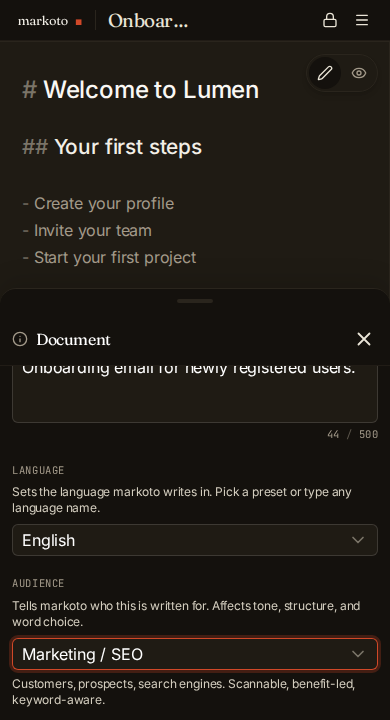 markoto
Onboar...
# Welcome to Lumen
## Your first steps
- Create your profile
- Invite your team
- Start your first project
Document
Onboarding email for newly registered users.
44 / 500
LANGUAGE
Sets the language markoto writes in. Pick a preset or type any
language name.
English
AUDIENCE
Tells markoto who this is written for. Affects tone, structure, and
word choice.
Marketing / SEO
Customers, prospects, search engines. Scannable, benefit-led,
keyword-aware.